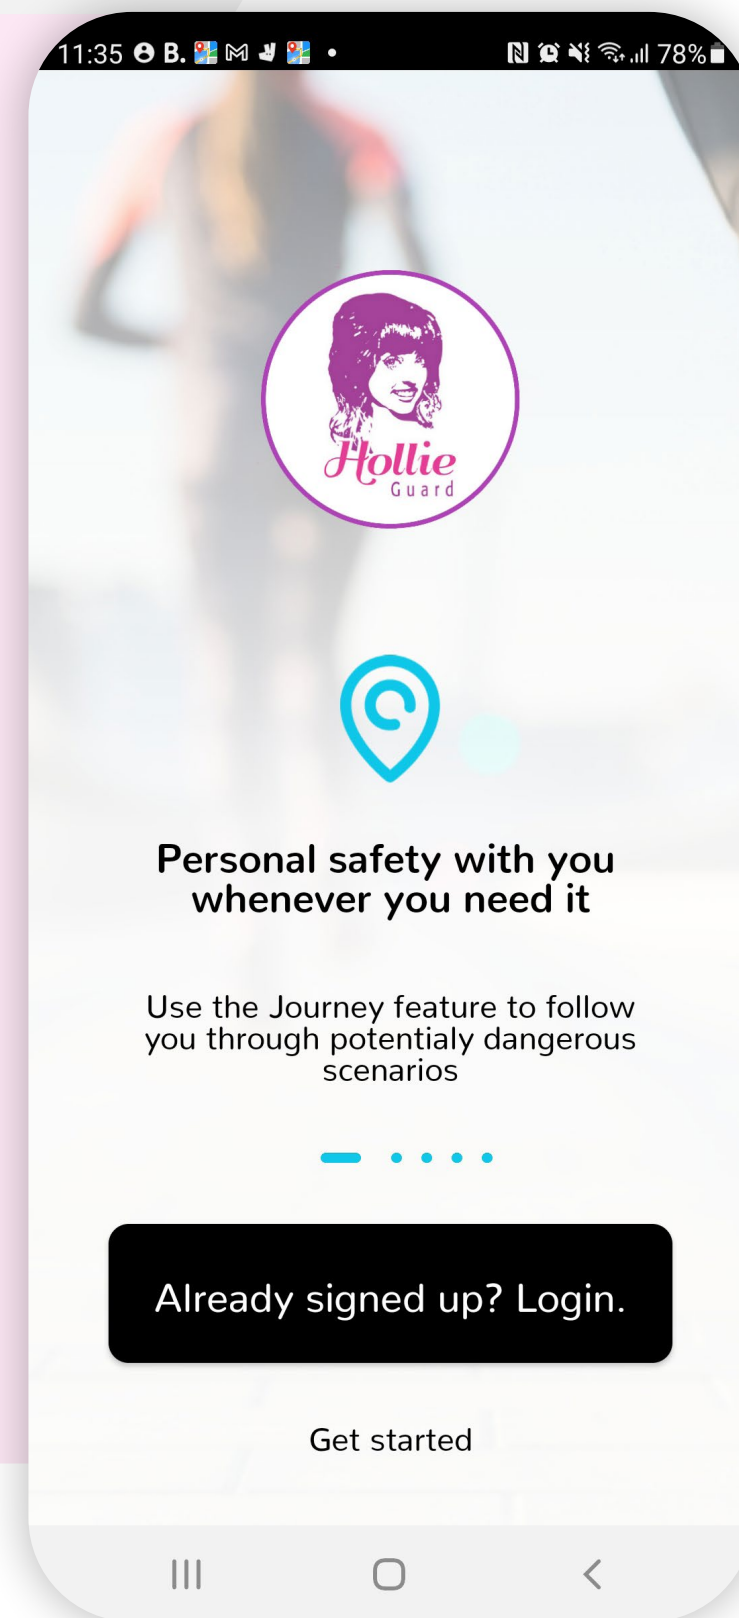 11:35 B. 78%
Hollie
Guard
Personal safety with you
whenever you need it
Use the Journey feature to follow
you through potentialy dangerous
scenarios
Already signed up? Login.
Get started